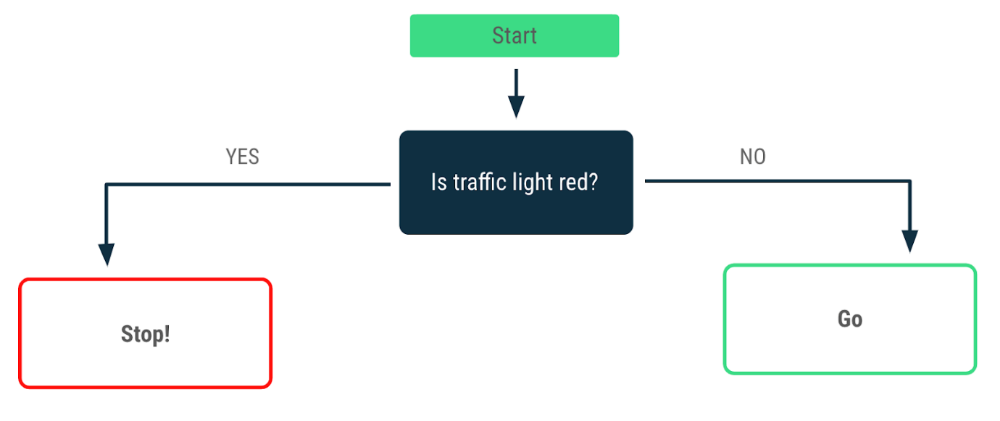 Start
YES
NO
Is traffic light red?
Stop!
Go